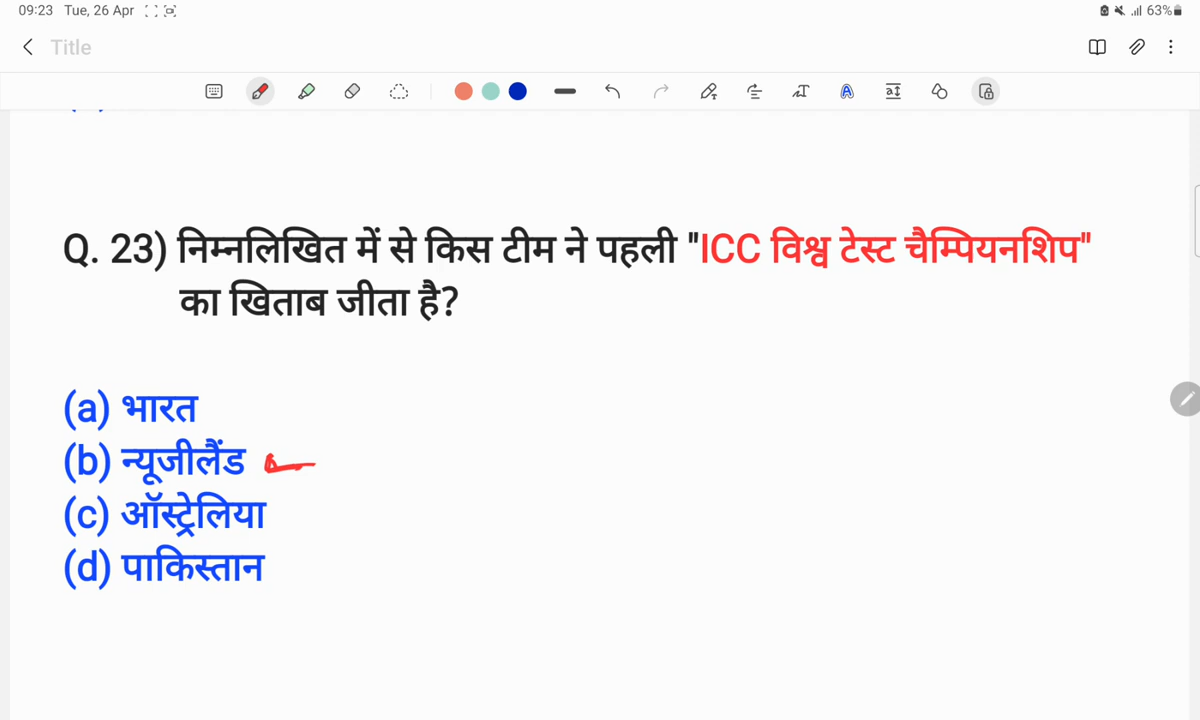 09:23 Tue, 26 Apr 63%
Title
Q. 23) निम्नलिखित में से किस टीम ने पहली "ICC विश्व टेस्ट चैम्पियनशिप"
का खिताब जीता है?
(a) भारत
(b) न्यूजीलैंड
(c) ऑस्ट्रेलिया
(d) पाकिस्तान